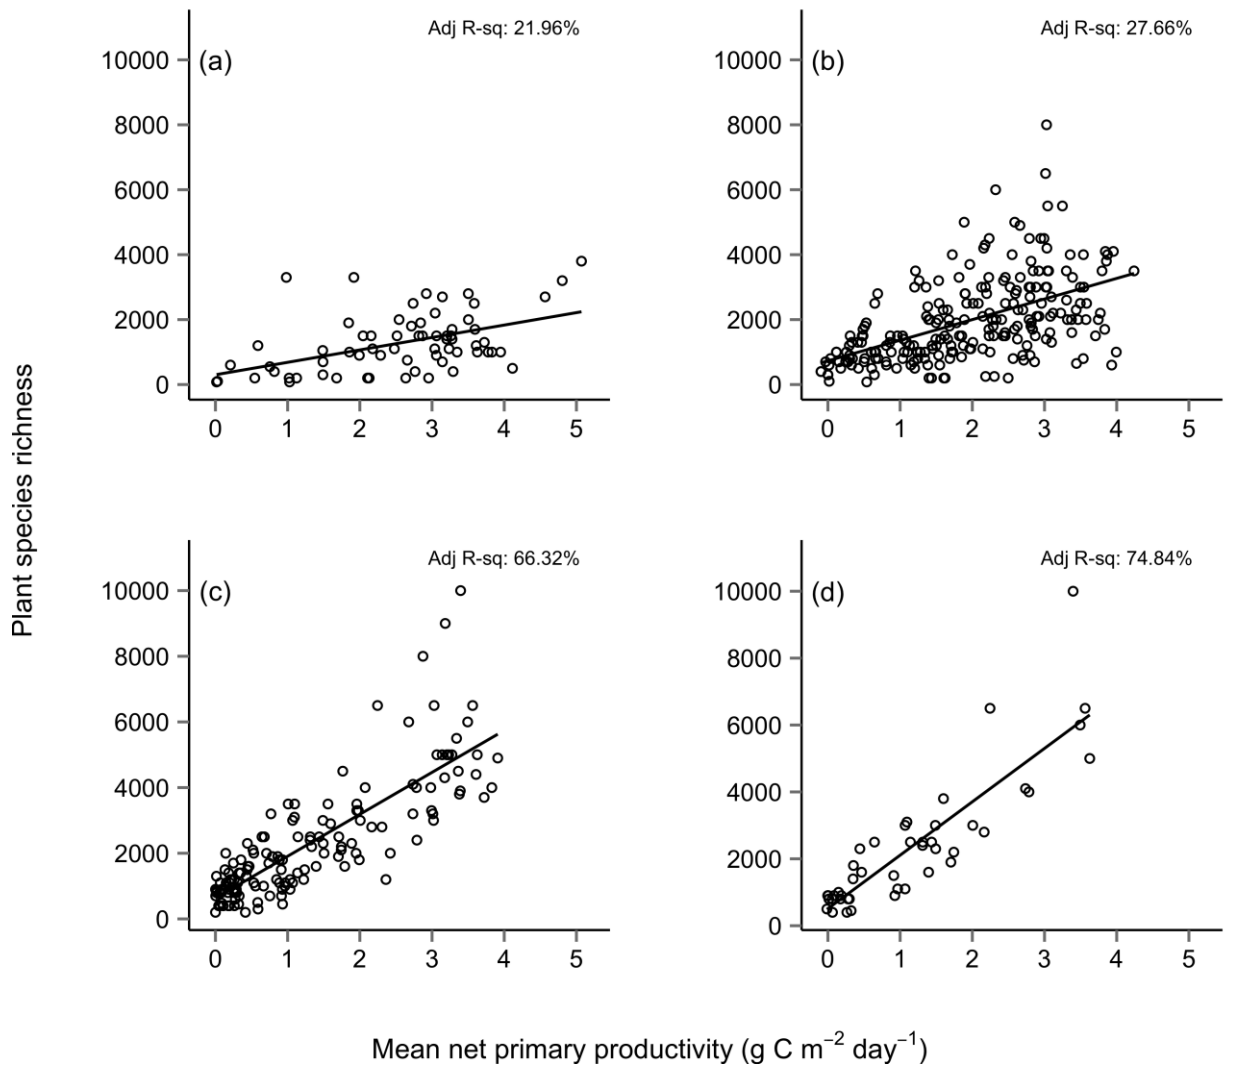 Adj R-sq: 21.96%
(a)
10000
8000
6000
4000
2000
0
0 1 2 3 4 5
Adj R-sq: 27.66%
(b)
10000
8000
6000
4000
2000
0
0 1 2 3 4 5
Plant species richness
Adj R-sq: 66.32%
(c)
10000
8000
6000
4000
2000
0
0 1 2 3 4 5
Adj R-sq: 74.84%
(d)
10000
8000
6000
4000
2000
0
0 1 2 3 4 5
Mean net primary productivity (g C m⁻² day⁻¹)